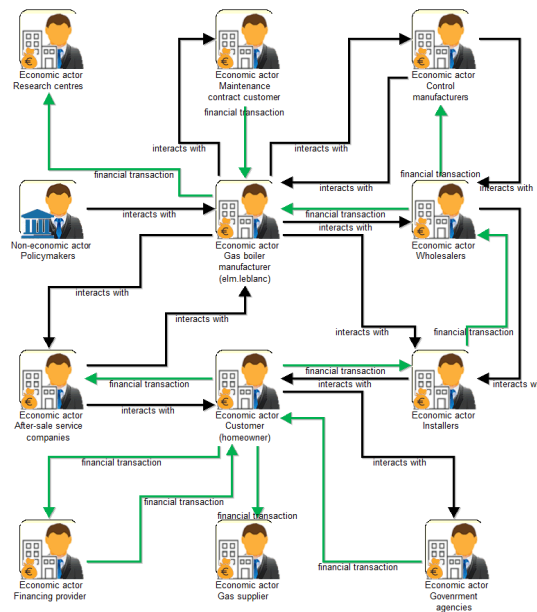 Economic actor
Research centres
Economic actor
Maintenance
contract customer
Economic actor
Control
manufacturers
financial transaction
interacts with
interacts with
interacts with
financial transaction
financial transaction
interacts with
Non-economic actor
Policymakers
interacts with
Economic actor
Gas boiler
manufacturer
(elm.leblanc)
financial transaction
interacts with
Economic actor
Wholesalers
interacts with
interacts with
interacts with
financial transaction
Economic actor
After-sale service
companies
financial transaction
interacts with
Economic actor
Customer
(homeowner)
financial transaction
interacts with
Economic actor
Installers
interacts w
financial transaction
interacts with
financial transaction
financial transaction
Economic actor
Financing provider
Economic actor
Gas supplier
financial transaction
Economic actor
Govenrment
agencies